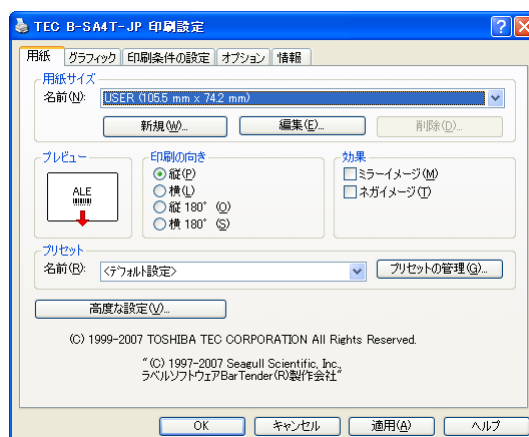 TEC B-SA4T-JP 印刷設定
用紙 グラフィック 印刷条件の設定 オプション 情報
用紙サイズ
名前(N): USER (105.5 mm x 74.2 mm)
新規(W)... 編集(E)... 削除(D)...
プレビュー
ALE
印刷の向き
縦(P)
横(L)
縦 180° (O)
横 180° (S)
効果
ミラーイメージ(M)
ネガイメージ(T)
プリセット
名前(R): <デフォルト設定> プリセットの管理(G)...
高度な設定(V)...
(C) 1999-2007 TOSHIBA TEC CORPORATION All Rights Reserved.
"(C) 1997-2007 Seagull Scientific, Inc.,
ラベルソフトウェアBarTender(R)製作会社"
OK キャンセル 適用(A) ヘルプ